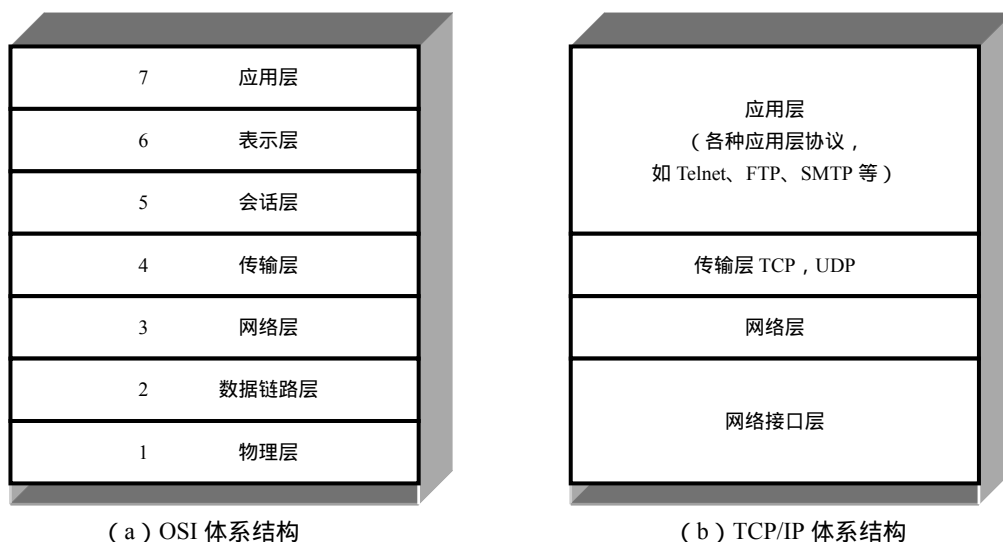 7 应用层
6 表示层
5 会话层
4 传输层
3 网络层
2 数据链路层
1 物理层
(a)OSI 体系结构
应用层
(各种应用层协议,
如 Telnet、FTP、SMTP 等)
传输层 TCP,UDP
网络层
网络接口层
(b)TCP/IP 体系结构